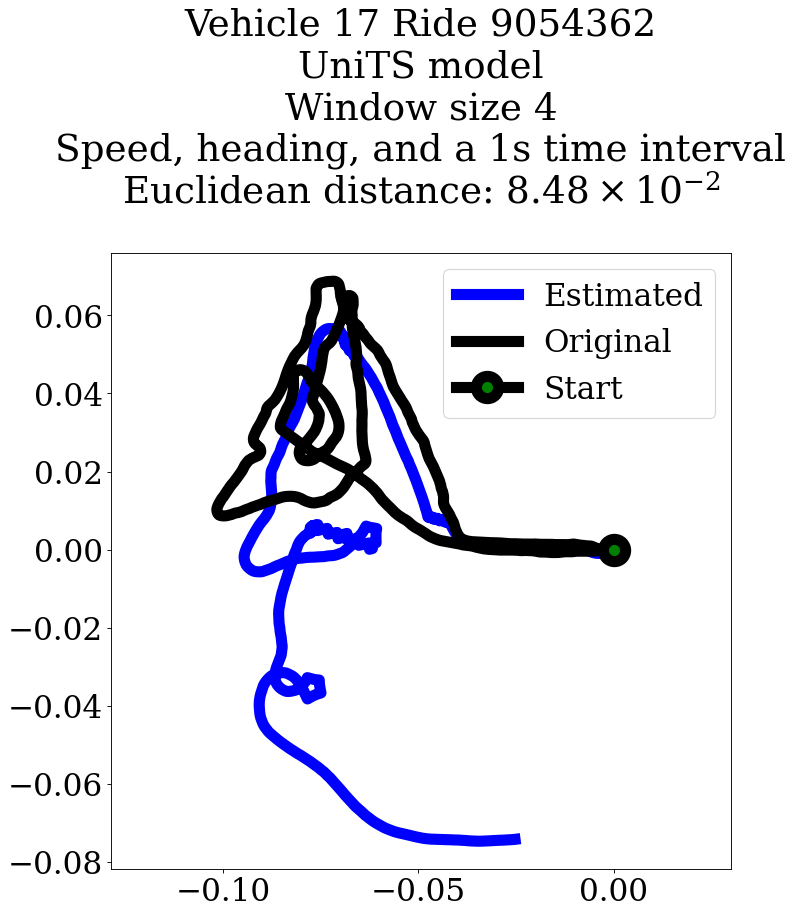 Vehicle 17 Ride 9054362
UniTS model
Window size 4
Speed, heading, and a 1s time interval
Euclidean distance: 8.48 × 10⁻²
Estimated
Original
Start
0.06
0.04
0.02
0.00
−0.02
−0.04
−0.06
−0.08
−0.10
−0.05
0.00